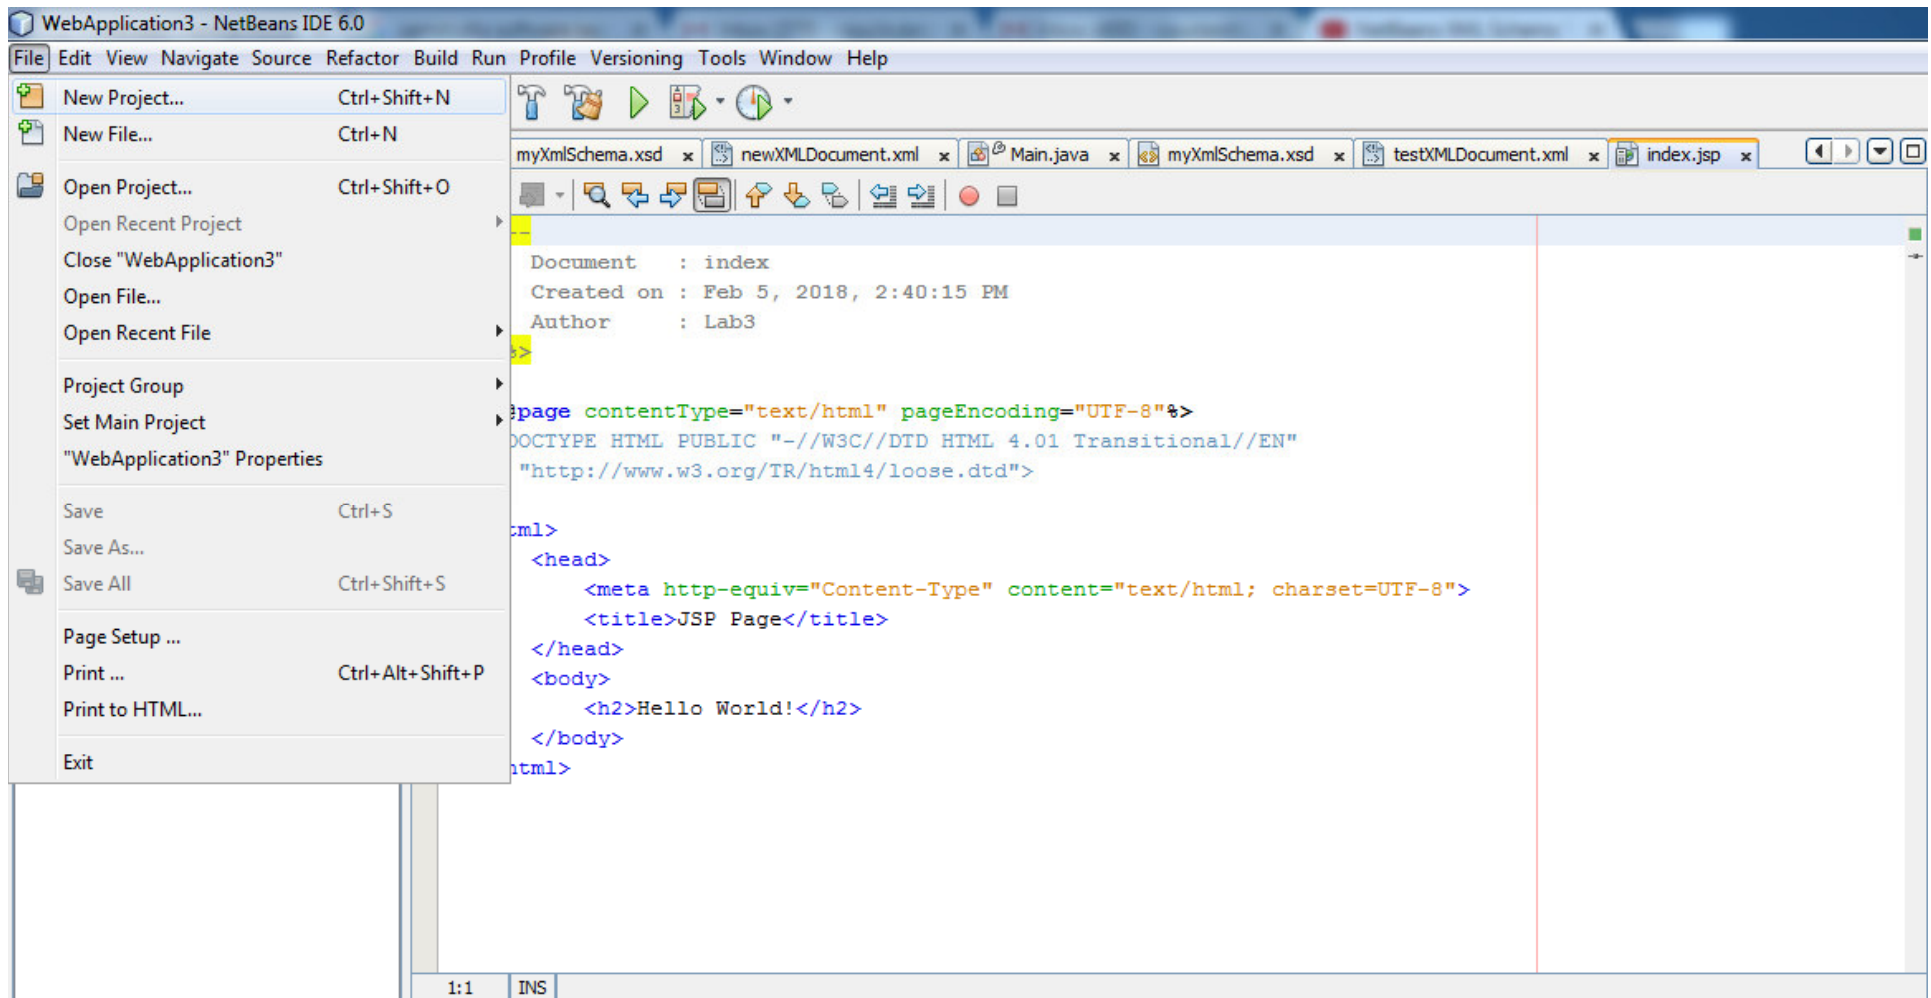 WebApplication3 - NetBeans IDE 6.0
File Edit View Navigate Source Refactor Build Run Profile Versioning Tools Window Help
New Project... Ctrl+Shift+N
New File... Ctrl+N
Open Project... Ctrl+Shift+O
Open Recent Project
Close "WebApplication3"
Open File...
Open Recent File
Project Group
Set Main Project
"WebApplication3" Properties
Save Ctrl+S
Save As...
Save All Ctrl+Shift+S
Page Setup ...
Print ... Ctrl+Alt+Shift+P
Print to HTML...
Exit
myXmlSchema.xsd newXMLDocument.xml Main.java myXmlSchema.xsd testXMLDocument.xml index.jsp
--
Document : index
Created on : Feb 5, 2018, 2:40:15 PM
Author : Lab3
%>
page contentType="text/html" pageEncoding="UTF-8"%>
DOCTYPE HTML PUBLIC "-//W3C//DTD HTML 4.01 Transitional//EN"
"http://www.w3.org/TR/html4/loose.dtd">
tml>
<head>
<meta http-equiv="Content-Type" content="text/html; charset=UTF-8">
<title>JSP Page</title>
</head>
<body>
<h2>Hello World!</h2>
</body>
html>
1:1 INS